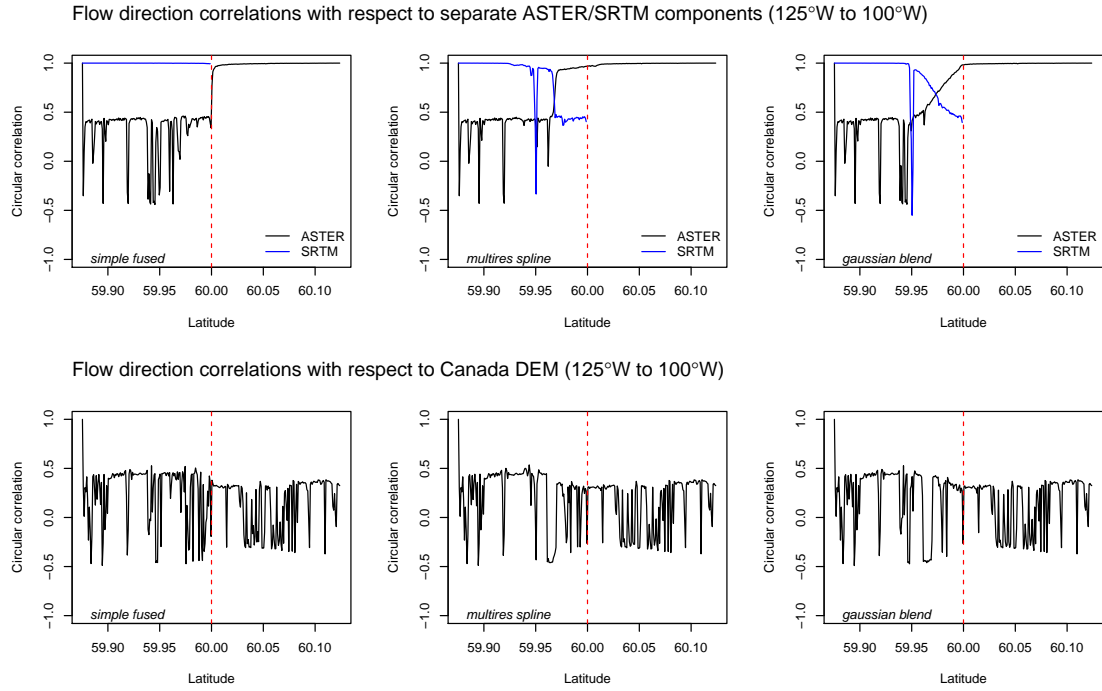 Flow direction correlations with respect to separate ASTER/SRTM components (125°W to 100°W)
1.0
0.5
0.0
−0.5
−1.0
Circular correlation
ASTER
SRTM
simple fused
59.90 59.95 60.00 60.05 60.10
Latitude
1.0
0.5
0.0
−0.5
−1.0
Circular correlation
ASTER
SRTM
multires spline
59.90 59.95 60.00 60.05 60.10
Latitude
1.0
0.5
0.0
−0.5
−1.0
Circular correlation
ASTER
SRTM
gaussian blend
59.90 59.95 60.00 60.05 60.10
Latitude
Flow direction correlations with respect to Canada DEM (125°W to 100°W)
1.0
0.5
0.0
−0.5
−1.0
Circular correlation
simple fused
59.90 59.95 60.00 60.05 60.10
Latitude
1.0
0.5
0.0
−0.5
−1.0
Circular correlation
multires spline
59.90 59.95 60.00 60.05 60.10
Latitude
1.0
0.5
0.0
−0.5
−1.0
Circular correlation
gaussian blend
59.90 59.95 60.00 60.05 60.10
Latitude